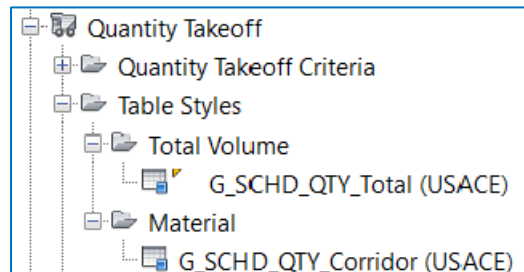 Quantity Takeoff
Quantity Takeoff Criteria
Table Styles
Total Volume
G_SCHD_QTY_Total (USACE)
Material
G_SCHD_QTY_Corridor (USACE)